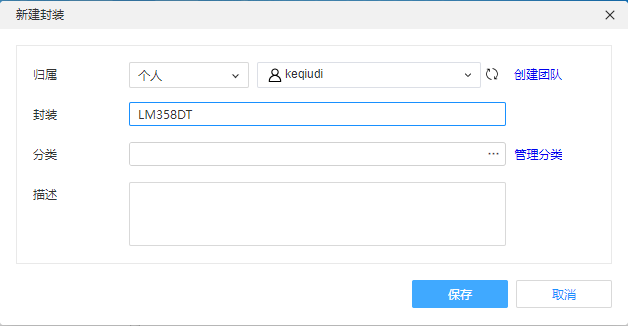 新建封装
归属 个人 keqiudi 创建团队
封装 LM358DT
分类 ... 管理分类
描述
保存 取消